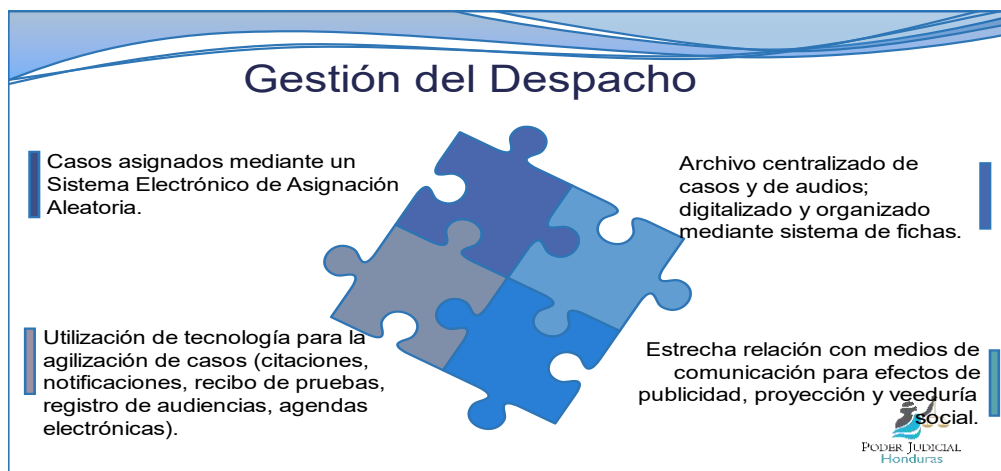 Gestión del Despacho
Casos asignados mediante un
Sistema Electrónico de Asignación
Aleatoria.
Archivo centralizado de
casos y de audios;
digitalizado y organizado
mediante sistema de fichas.
Utilización de tecnología para la
agilización de casos (citaciones,
notificaciones, recibo de pruebas,
registro de audiencias, agendas
electrónicas).
Estrecha relación con medios de
comunicación para efectos de
publicidad, proyección y veeduría
social.
PODER JUDICIAL
Honduras